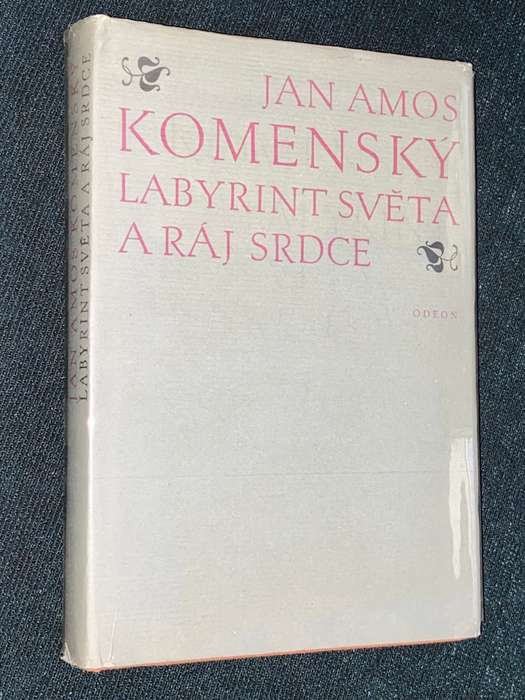 JAN AMOS
KOMENSKÝ
LABYRINT SVĚTA
A RÁJ SRDCE
ODEON
JAN AMOS KOMENSKÝ
LABYRINT SVĚTA A RÁJ SRDCE